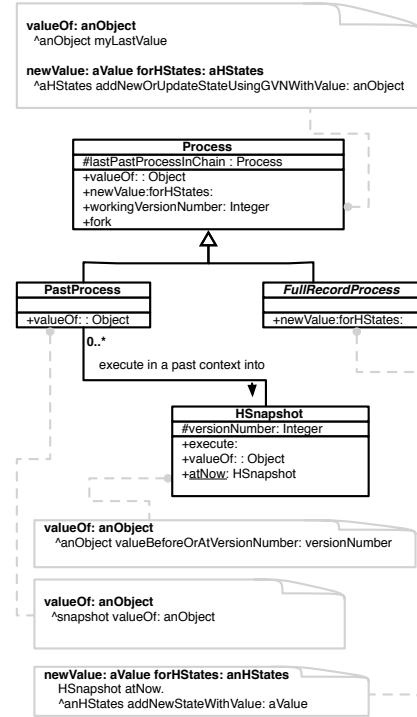 valueOf: anObject
^anObject myLastValue
newValue: aValue forHStates: aHStates
^aHStates addNewOrUpdateStateUsingGVNWithValue: anObject
Process
#lastPastProcessInChain : Process
+valueOf: : Object
+newValue:forHStates:
+workingVersionNumber: Integer
+fork
PastProcess
+valueOf: : Object
FullRecordProcess
+newValue:forHStates:
0..*
execute in a past context into
HSnapshot
#versionNumber: Integer
+execute:
+valueOf: : Object
+atNow: HSnapshot
valueOf: anObject
^anObject valueBeforeOrAtVersionNumber: versionNumber
valueOf: anObject
^snapshot valueOf: anObject
newValue: aValue forHStates: anHStates
HSnapshot atNow.
^anHStates addNewStateWithValue: aValue